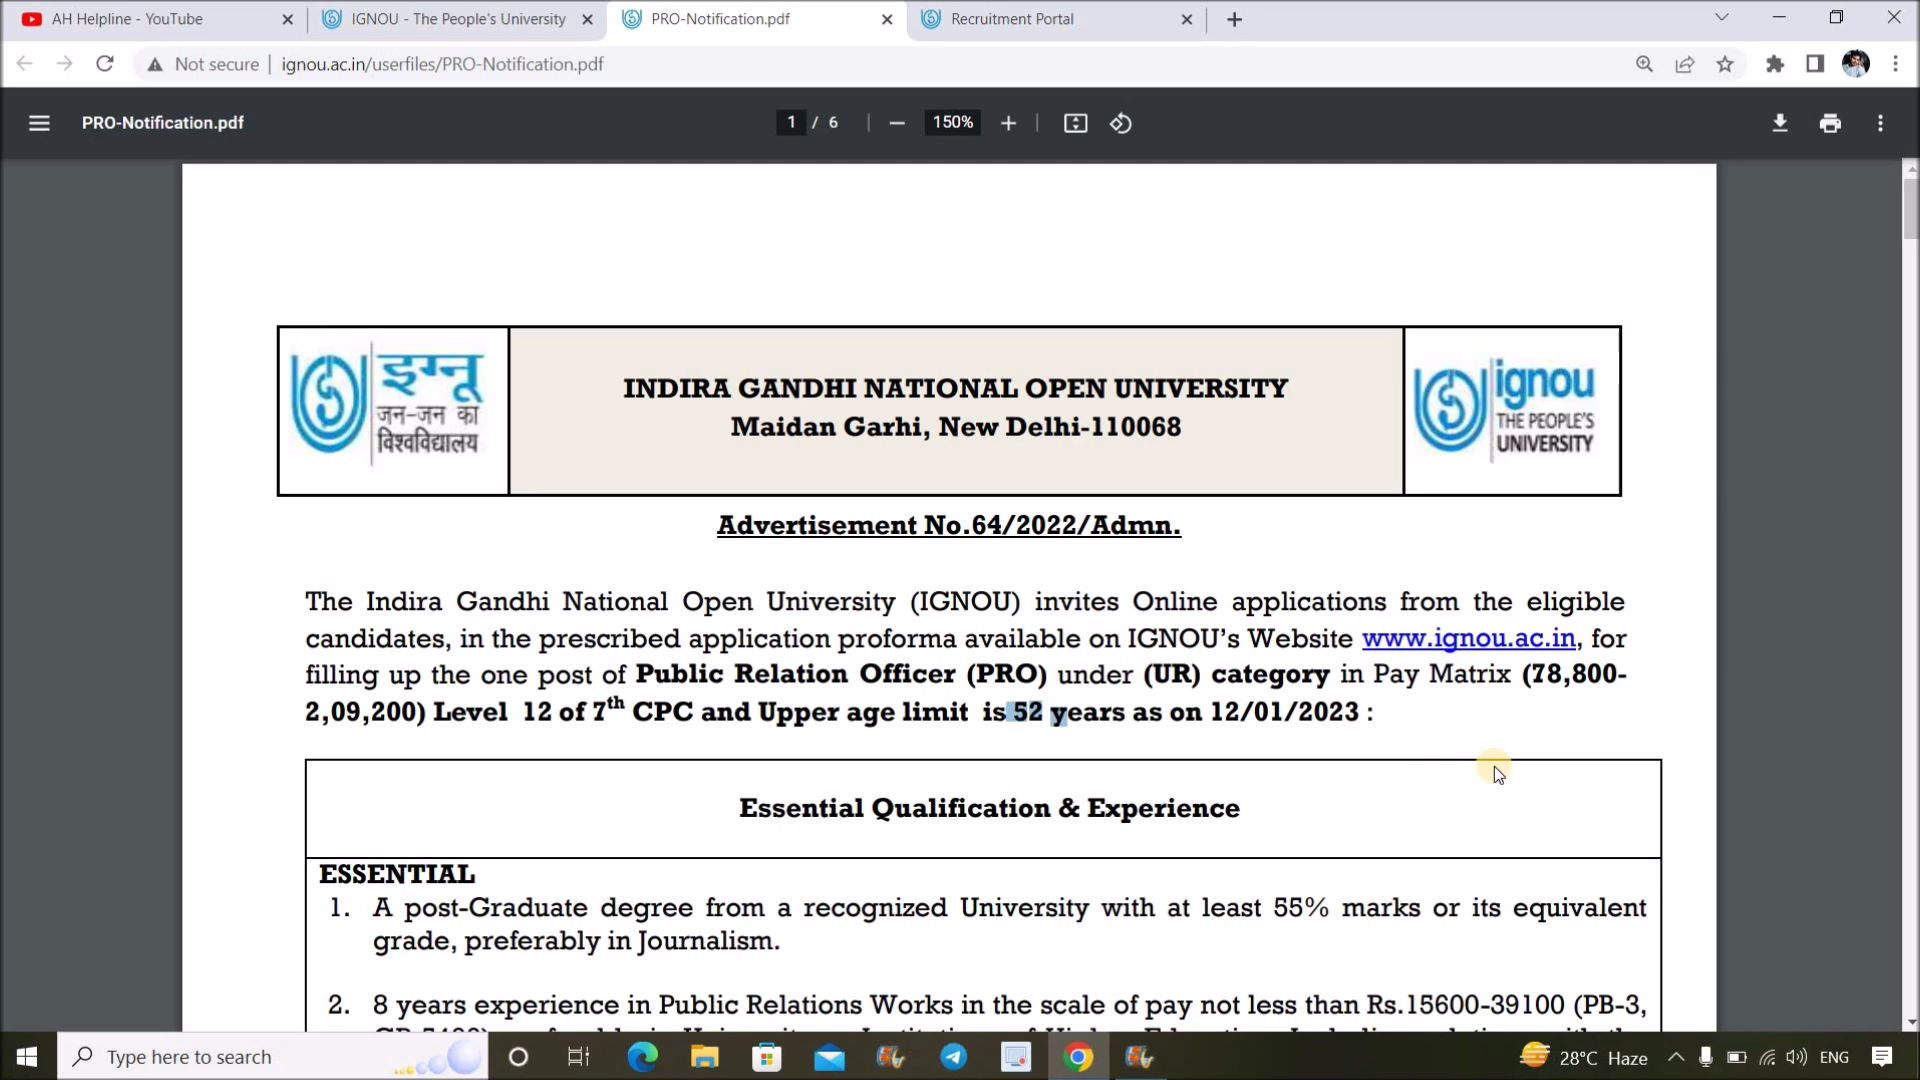 AH Helpline - YouTube
IGNOU - The People's University
PRO-Notification.pdf
Recruitment Portal
Not secure
ignou.ac.in/userfiles/PRO-Notification.pdf
PRO-Notification.pdf
1 / 6
150%
इग्नू
जन-जन का
विश्वविद्यालय
INDIRA GANDHI NATIONAL OPEN UNIVERSITY
Maidan Garhi, New Delhi-110068
ignou
THE PEOPLE'S
UNIVERSITY
Advertisement No.64/2022/Admn.
The Indira Gandhi National Open University (IGNOU) invites Online applications from the eligible
candidates, in the prescribed application proforma available on IGNOU's Website www.ignou.ac.in, for
filling up the one post of Public Relation Officer (PRO) under (UR) category in Pay Matrix (78,800-
2,09,200) Level 12 of 7th CPC and Upper age limit is 52 years as on 12/01/2023 :
Essential Qualification & Experience
ESSENTIAL
1. A post-Graduate degree from a recognized University with at least 55% marks or its equivalent
grade, preferably in Journalism.
2. 8 years experience in Public Relations Works in the scale of pay not less than Rs.15600-39100 (PB-3,
Type here to search
28°C Haze
ENG